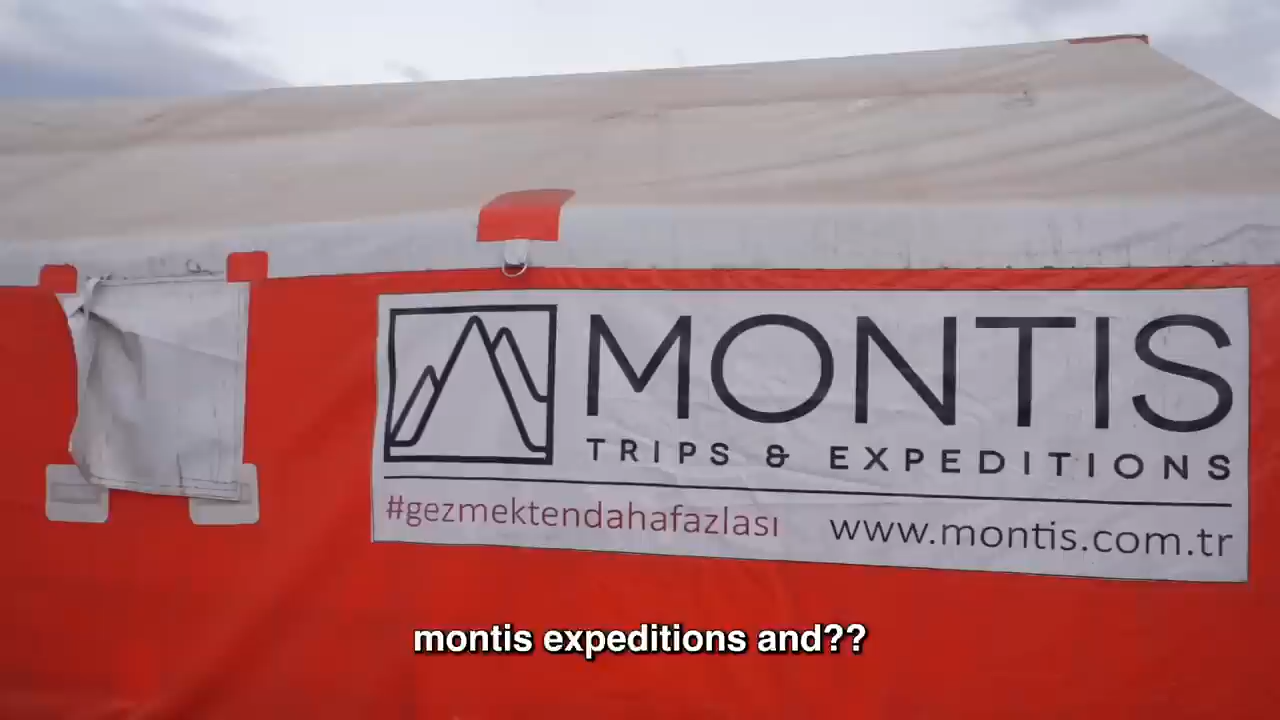 MONTIS
TRIPS & EXPEDITIONS
#gezmektendahafazlası www.montis.com.tr
montis expeditions and??